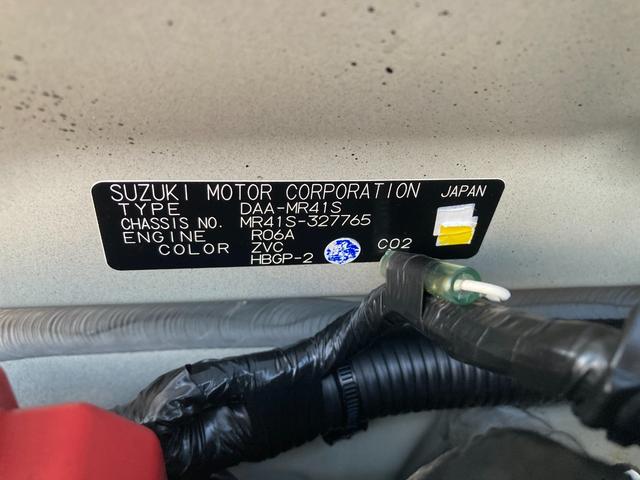 SUZUKI MOTOR CORPORATION JAPAN
TYPE DAA-MR41S
CHASSIS NO. MR41S-327765
ENGINE R06A
COLOR ZVC C02
HBGP-2